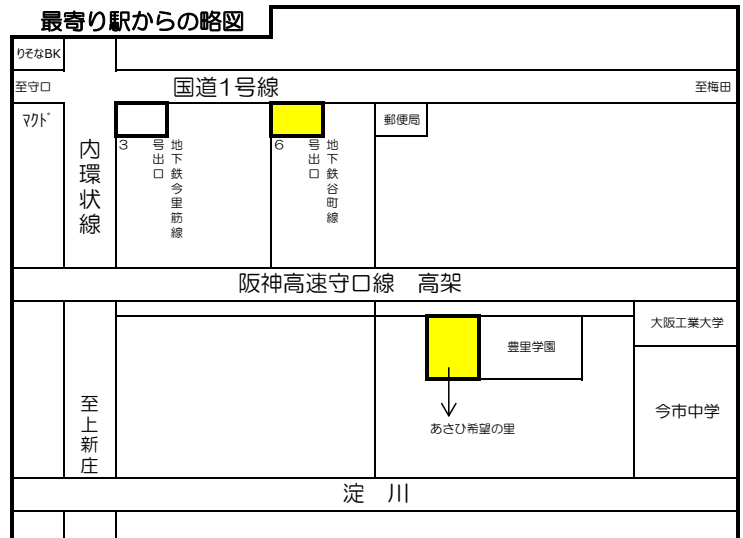 最寄り駅からの略図
りそなBK
至守口
国道1号線
至梅田
マクド
内環状線
3号出口
地下鉄今里筋線
6号出口
地下鉄谷町線
郵便局
阪神高速守口線　高架
大阪工業大学
豊里学園
至上新庄
今市中学
あさひ希望の里
淀　川